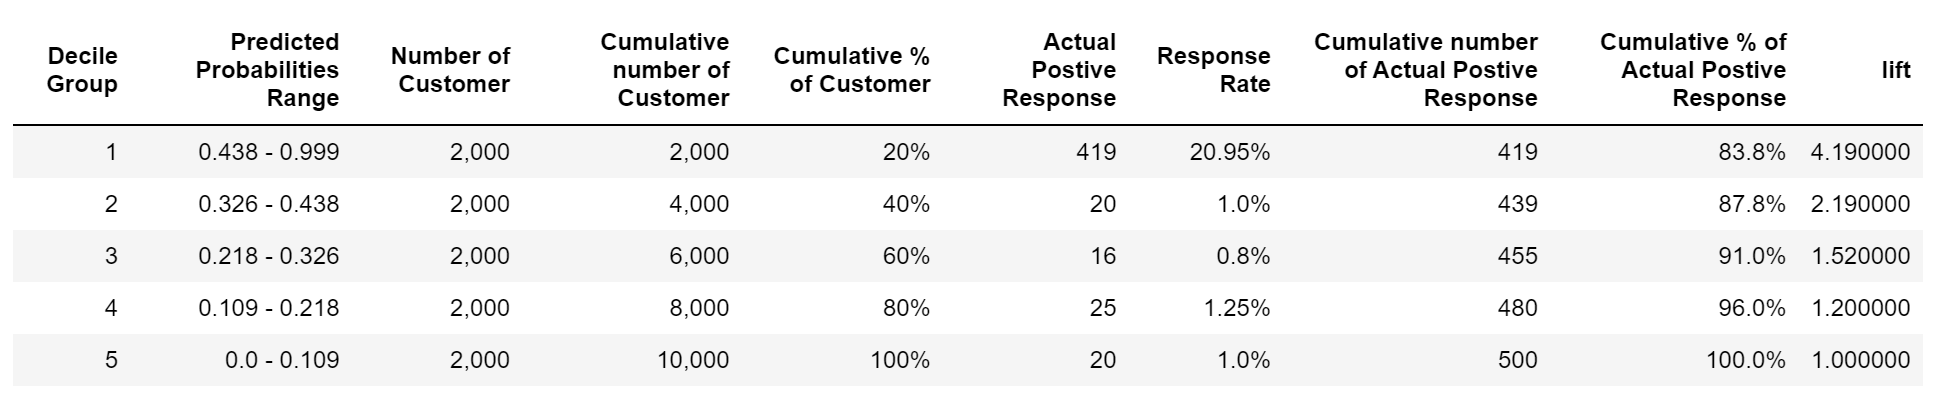 Decile Group Predicted Probabilities Range Number of Customer Cumulative number of Customer Cumulative % of Customer Actual Postive Response Response Rate Cumulative number of Actual Postive Response Cumulative % of Actual Postive Response lift
1 0.438 - 0.999 2,000 2,000 20% 419 20.95% 419 83.8% 4.190000
2 0.326 - 0.438 2,000 4,000 40% 20 1.0% 439 87.8% 2.190000
3 0.218 - 0.326 2,000 6,000 60% 16 0.8% 455 91.0% 1.520000
4 0.109 - 0.218 2,000 8,000 80% 25 1.25% 480 96.0% 1.200000
5 0.0 - 0.109 2,000 10,000 100% 20 1.0% 500 100.0% 1.000000